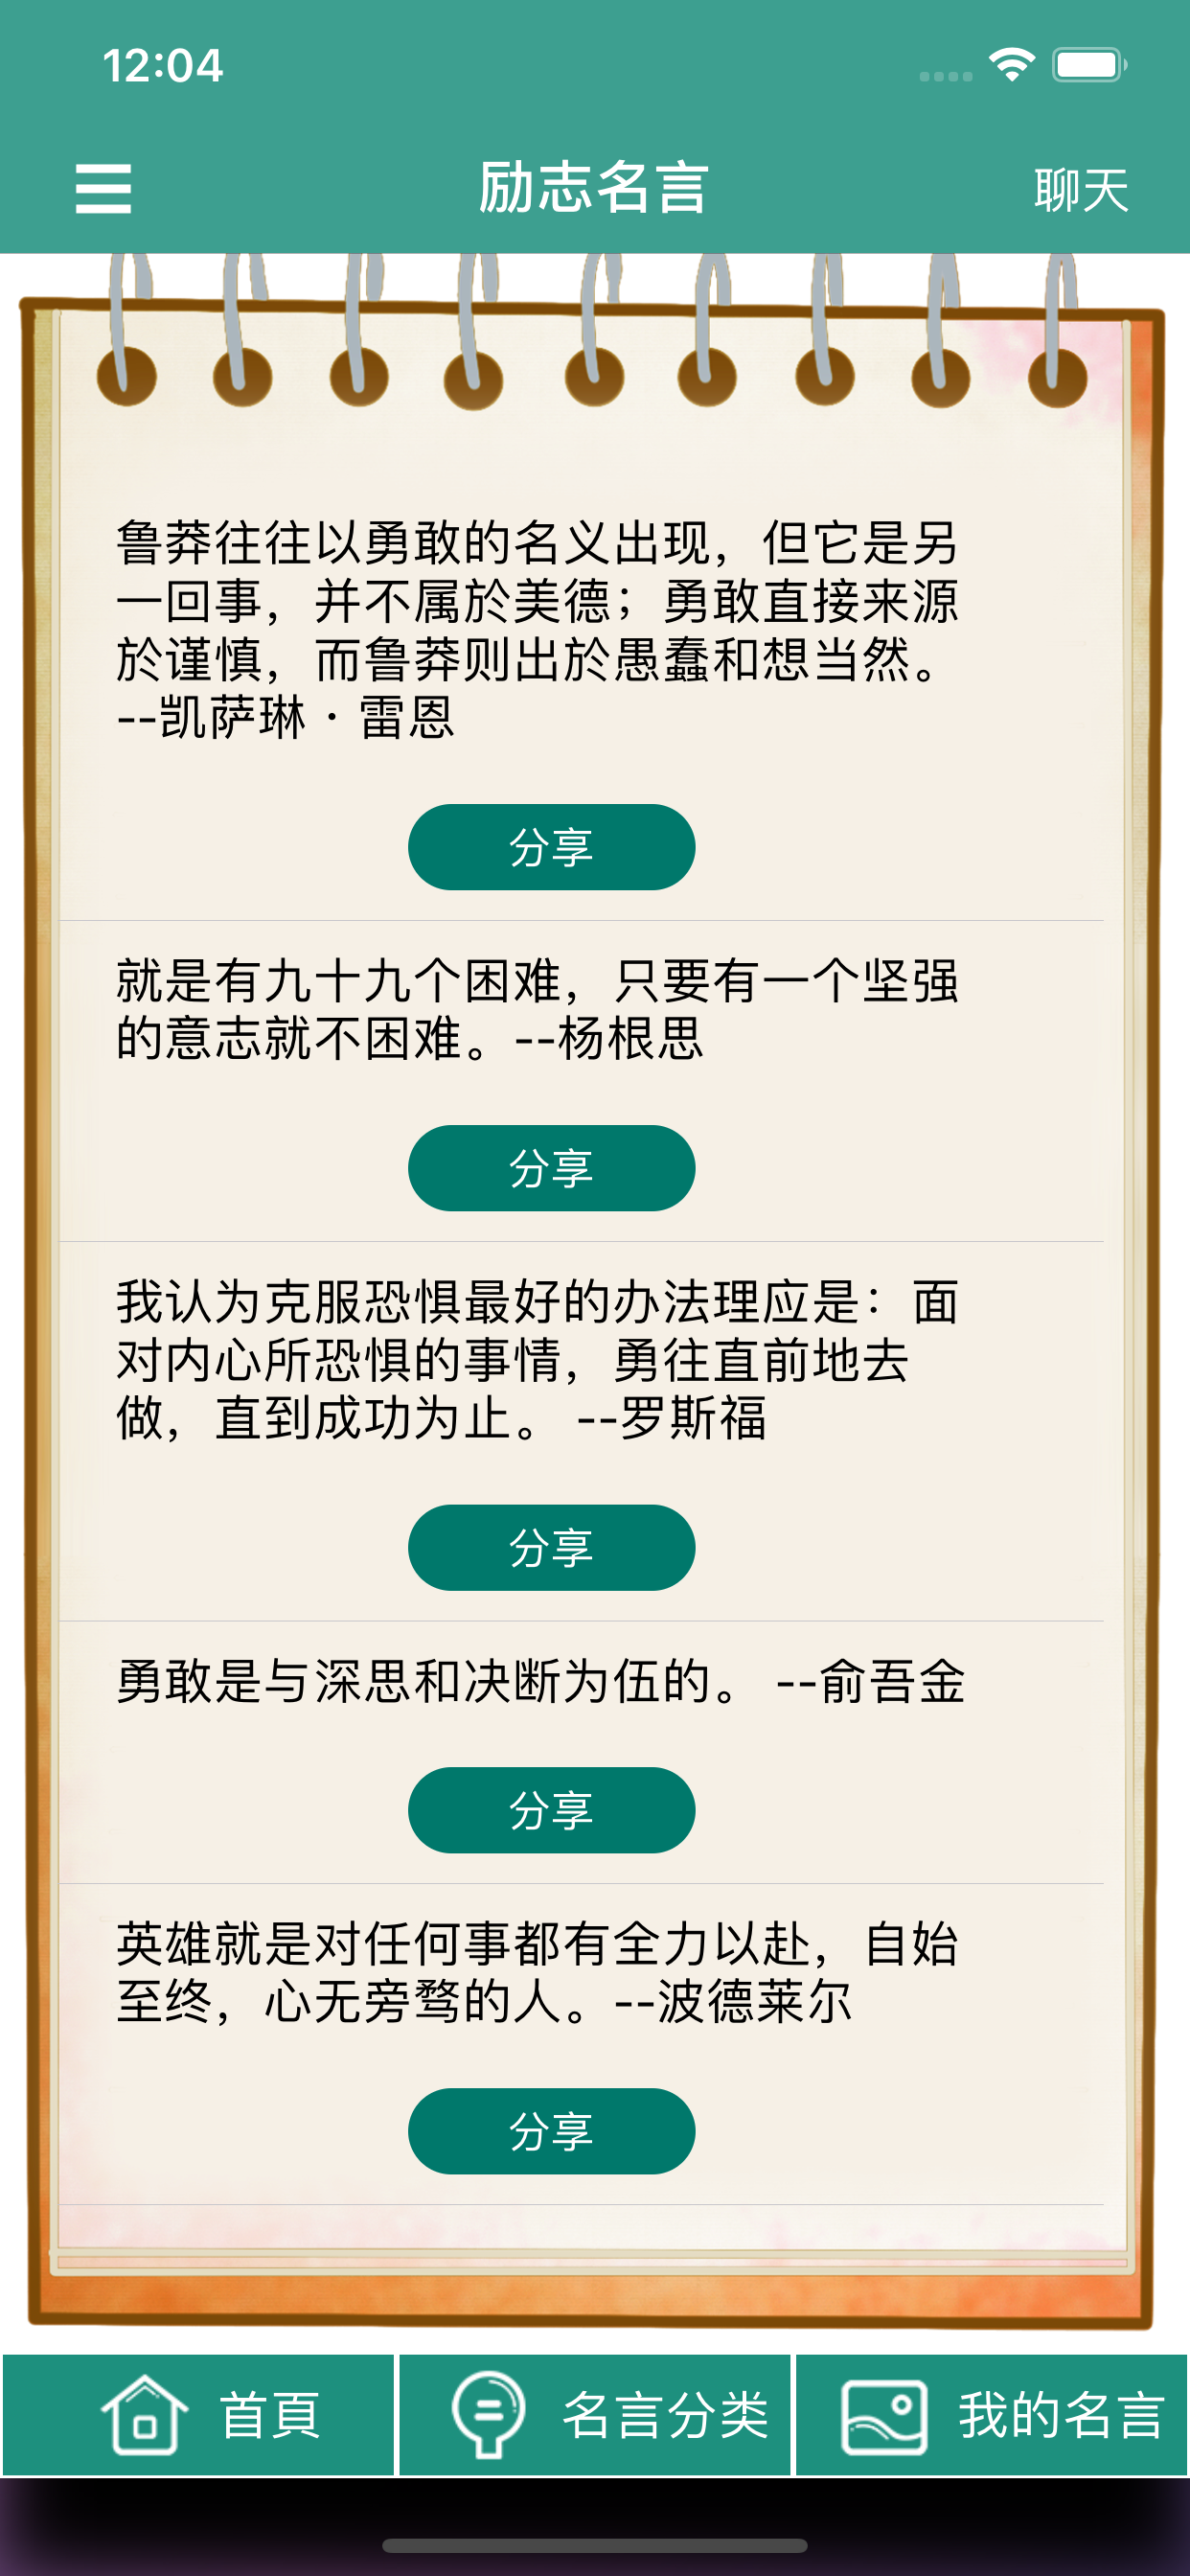 12:04
励志名言
聊天
鲁莽往往以勇敢的名义出现，但它是另
一回事，并不属於美德；勇敢直接来源
於谨慎，而鲁莽则出於愚蠢和想当然。
--凯萨琳·雷恩
分享
就是有九十九个困难，只要有一个坚强
的意志就不困难。--杨根思
分享
我认为克服恐惧最好的办法理应是：面
对内心所恐惧的事情，勇往直前地去
做，直到成功为止。 --罗斯福
分享
勇敢是与深思和决断为伍的。 --俞吾金
分享
英雄就是对任何事都有全力以赴，自始
至终，心无旁骛的人。--波德莱尔
分享
首頁
名言分类
我的名言